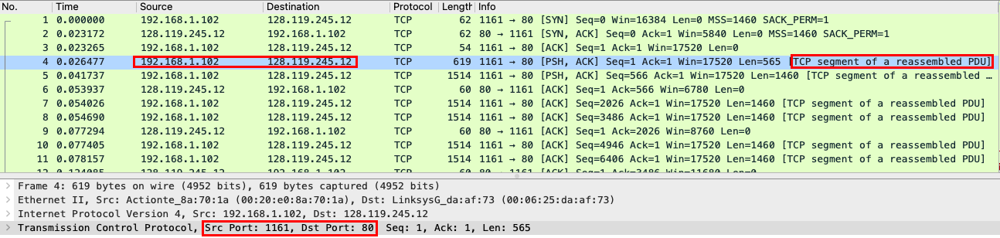 No. Time Source Destination Protocol Length Info
1 0.000000 192.168.1.102 128.119.245.12 TCP 62 1161 → 80 [SYN] Seq=0 Win=16384 Len=0 MSS=1460 SACK_PERM=1
2 0.023172 128.119.245.12 192.168.1.102 TCP 62 80 → 1161 [SYN, ACK] Seq=0 Ack=1 Win=5840 Len=0 MSS=1460 SACK_PERM=1
3 0.023265 192.168.1.102 128.119.245.12 TCP 54 1161 → 80 [ACK] Seq=1 Ack=1 Win=17520 Len=0
4 0.026477 192.168.1.102 128.119.245.12 TCP 619 1161 → 80 [PSH, ACK] Seq=1 Ack=1 Win=17520 Len=565 [TCP segment of a reassembled PDU]
5 0.041737 192.168.1.102 128.119.245.12 TCP 1514 1161 → 80 [PSH, ACK] Seq=566 Ack=1 Win=17520 Len=1460 [TCP segment of a reassembled …
6 0.053937 128.119.245.12 192.168.1.102 TCP 60 80 → 1161 [ACK] Seq=1 Ack=566 Win=6780 Len=0
7 0.054026 192.168.1.102 128.119.245.12 TCP 1514 1161 → 80 [ACK] Seq=2026 Ack=1 Win=17520 Len=1460 [TCP segment of a reassembled PDU]
8 0.054690 192.168.1.102 128.119.245.12 TCP 1514 1161 → 80 [ACK] Seq=3486 Ack=1 Win=17520 Len=1460 [TCP segment of a reassembled PDU]
9 0.077294 128.119.245.12 192.168.1.102 TCP 60 80 → 1161 [ACK] Seq=1 Ack=2026 Win=8760 Len=0
10 0.077405 192.168.1.102 128.119.245.12 TCP 1514 1161 → 80 [ACK] Seq=4946 Ack=1 Win=17520 Len=1460 [TCP segment of a reassembled PDU]
11 0.078157 192.168.1.102 128.119.245.12 TCP 1514 1161 → 80 [ACK] Seq=6406 Ack=1 Win=17520 Len=1460 [TCP segment of a reassembled PDU]
12 0.124085 128.119.245.12 192.168.1.102 TCP 60 80 → 1161 [ACK] Seq=1 Ack=3486 Win=11680 Len=0
Frame 4: 619 bytes on wire (4952 bits), 619 bytes captured (4952 bits)
Ethernet II, Src: Actionte_8a:70:1a (00:20:e0:8a:70:1a), Dst: LinksysG_da:af:73 (00:06:25:da:af:73)
Internet Protocol Version 4, Src: 192.168.1.102, Dst: 128.119.245.12
Transmission Control Protocol, Src Port: 1161, Dst Port: 80 Seq: 1, Ack: 1, Len: 565